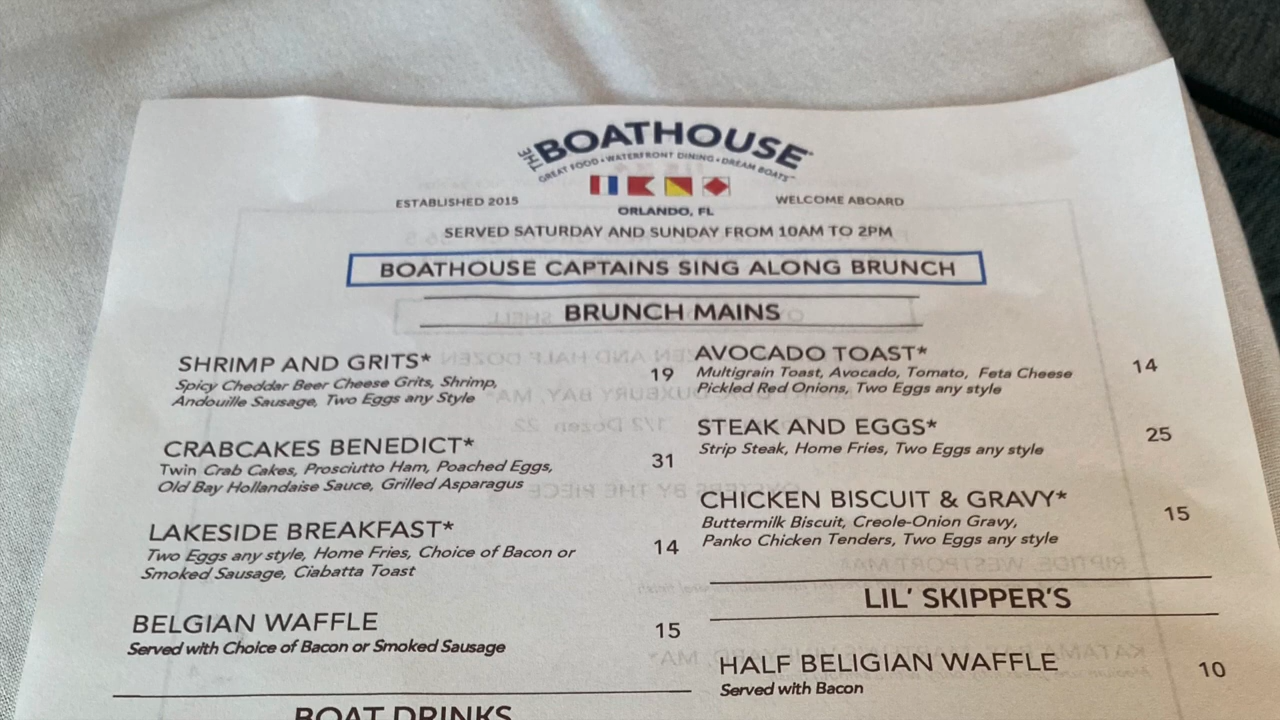 THE BOATHOUSE
GREAT FOOD • WATERFRONT DINING • DREAM BOATS
ESTABLISHED 2015
WELCOME ABOARD
ORLANDO, FL
SERVED SATURDAY AND SUNDAY FROM 10AM TO 2PM
BOATHOUSE CAPTAINS SING ALONG BRUNCH
BRUNCH MAINS
SHRIMP AND GRITS* 19
Spicy Cheddar Beer Cheese Grits, Shrimp,
Andouille Sausage, Two Eggs any Style
CRABCAKES BENEDICT* 31
Twin Crab Cakes, Prosciutto Ham, Poached Eggs,
Old Bay Hollandaise Sauce, Grilled Asparagus
LAKESIDE BREAKFAST* 14
Two Eggs any style, Home Fries, Choice of Bacon or
Smoked Sausage, Ciabatta Toast
BELGIAN WAFFLE 15
Served with Choice of Bacon or Smoked Sausage
BOAT DRINKS
AVOCADO TOAST* 14
Multigrain Toast, Avocado, Tomato, Feta Cheese
Pickled Red Onions, Two Eggs any style
STEAK AND EGGS* 25
Strip Steak, Home Fries, Two Eggs any style
CHICKEN BISCUIT & GRAVY* 15
Buttermilk Biscuit, Creole-Onion Gravy,
Panko Chicken Tenders, Two Eggs any style
LIL' SKIPPER'S
HALF BELIGIAN WAFFLE 10
Served with Bacon